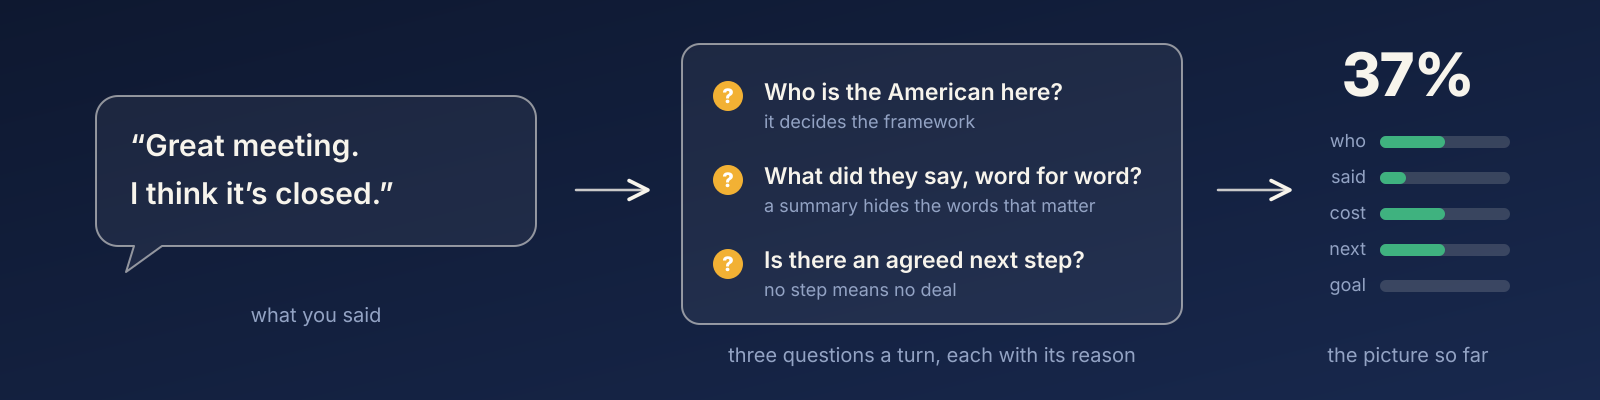 “Great meeting.
I think it’s closed.”
what you said
?
Who is the American here?
it decides the framework
?
What did they say, word for word?
a summary hides the words that matter
?
Is there an agreed next step?
no step means no deal
three questions a turn, each with its reason
37%
who
said
cost
next
goal
the picture so far